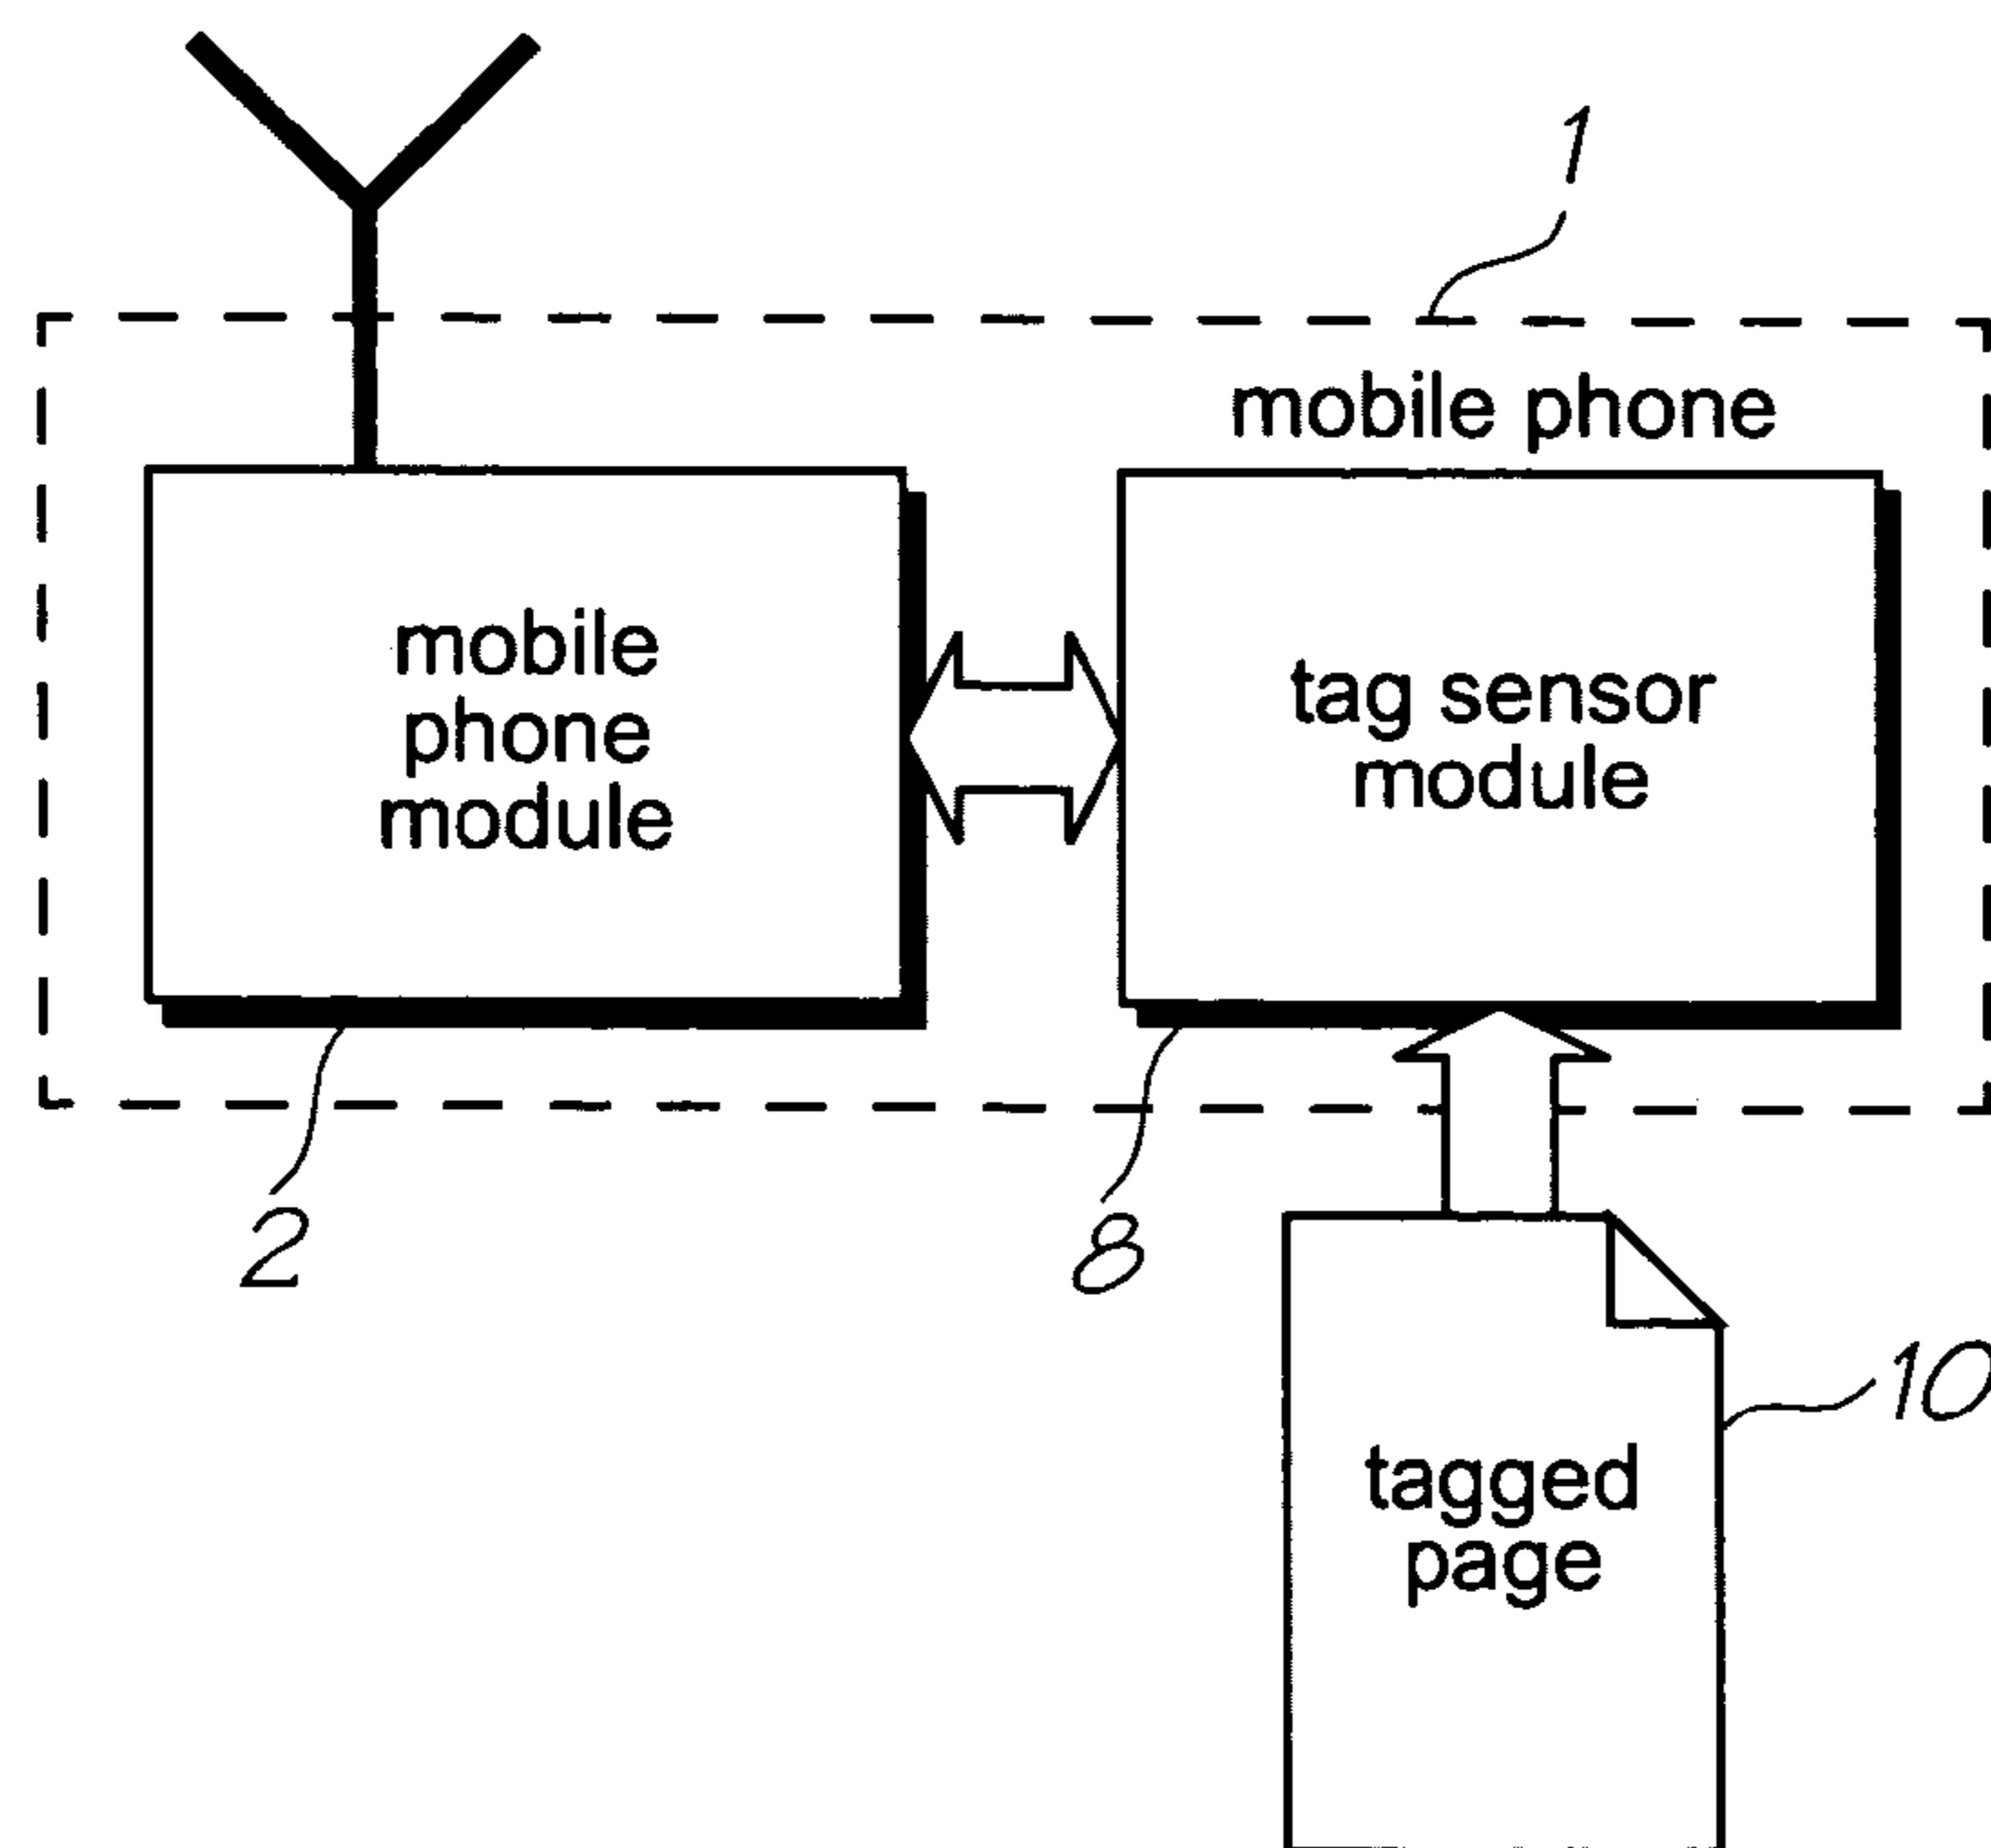 1
mobile phone
mobile
phone
module
tag sensor
module
2
8
10
tagged
page